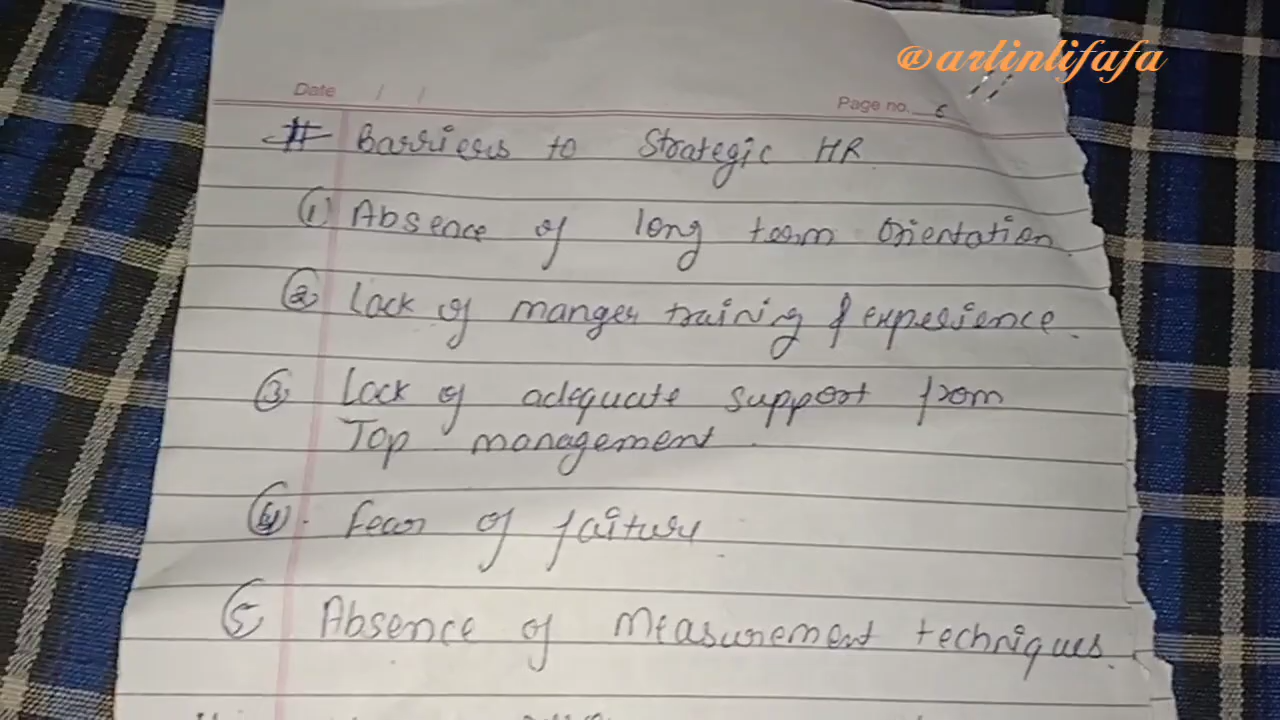 @artinlifafa
Date / /
Page no. 6
# Barriers to Strategic HR
① Absence of long term Orientation
② Lack of manger training & experience.
③ Lack of adequate support from
Top management.
④. fear of failure
⑤ Absence of measurement techniques.